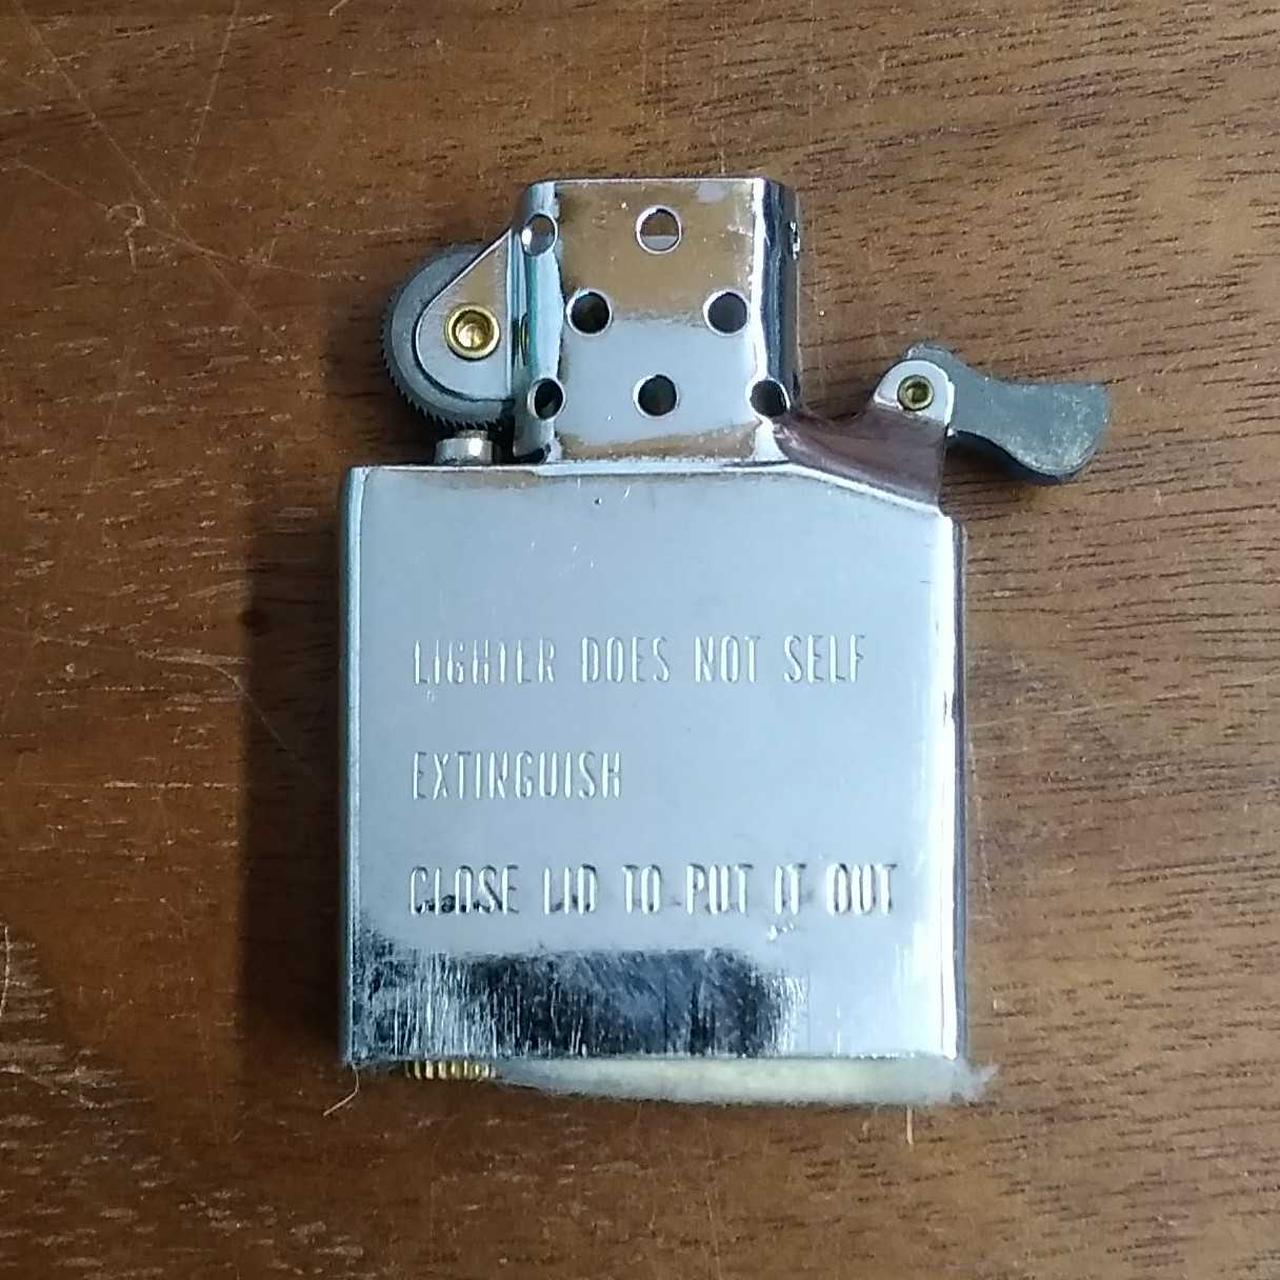 LIGHTER DOES NOT SELF
EXTINGUISH
CLOSE LID TO PUT IT OUT